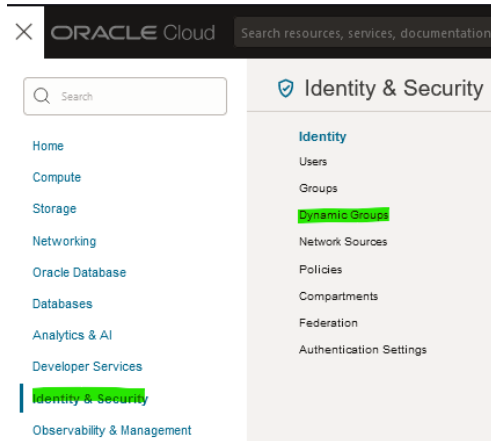 ORACLE Cloud
Search resources, services, documentation
Search
Home
Compute
Storage
Networking
Oracle Database
Databases
Analytics & AI
Developer Services
Identity & Security
Observability & Management
Identity & Security
Identity
Users
Groups
Dynamic Groups
Network Sources
Policies
Compartments
Federation
Authentication Settings